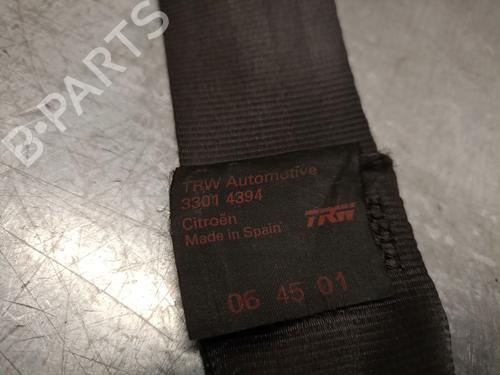 B-PARTS
TRW Automotive
3301 4394
Citroën
Made in Spain
TRW
06 45 01